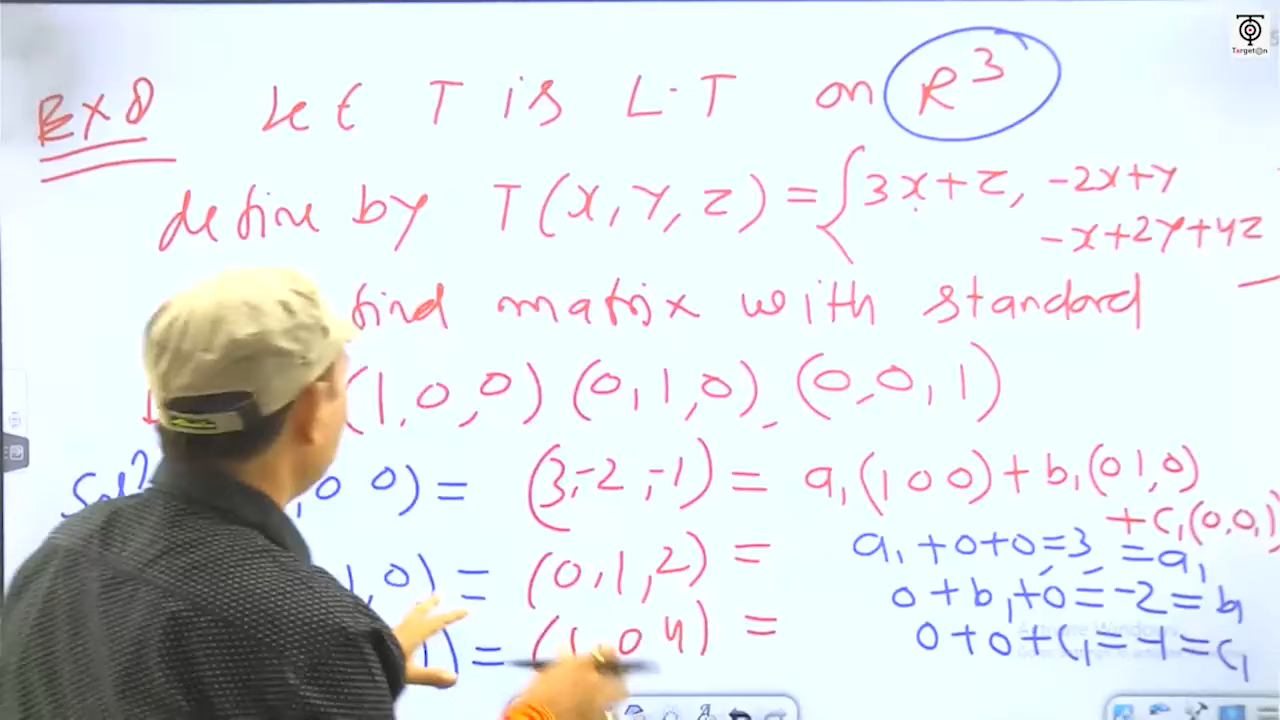 TargetOn
Ex 8 Let T is L.T on R³
define by T(x, y, z) = { 3x+z, -2x+y
-x+2y+4z
find matrix with standard
(1,0,0) (0,1,0), (0,0,1)
Sol? , 0 0) = (3,-2,-1) = a₁(1 0 0) + b₁(0 1,0)
+ c₁(0,0,1)
a₁+0+0=3 = a₁
1,0) = (0,1,2) =
0+b₁+0=-2=b₁
1) = (1,0 4) =
0+0+c₁=-1=c₁